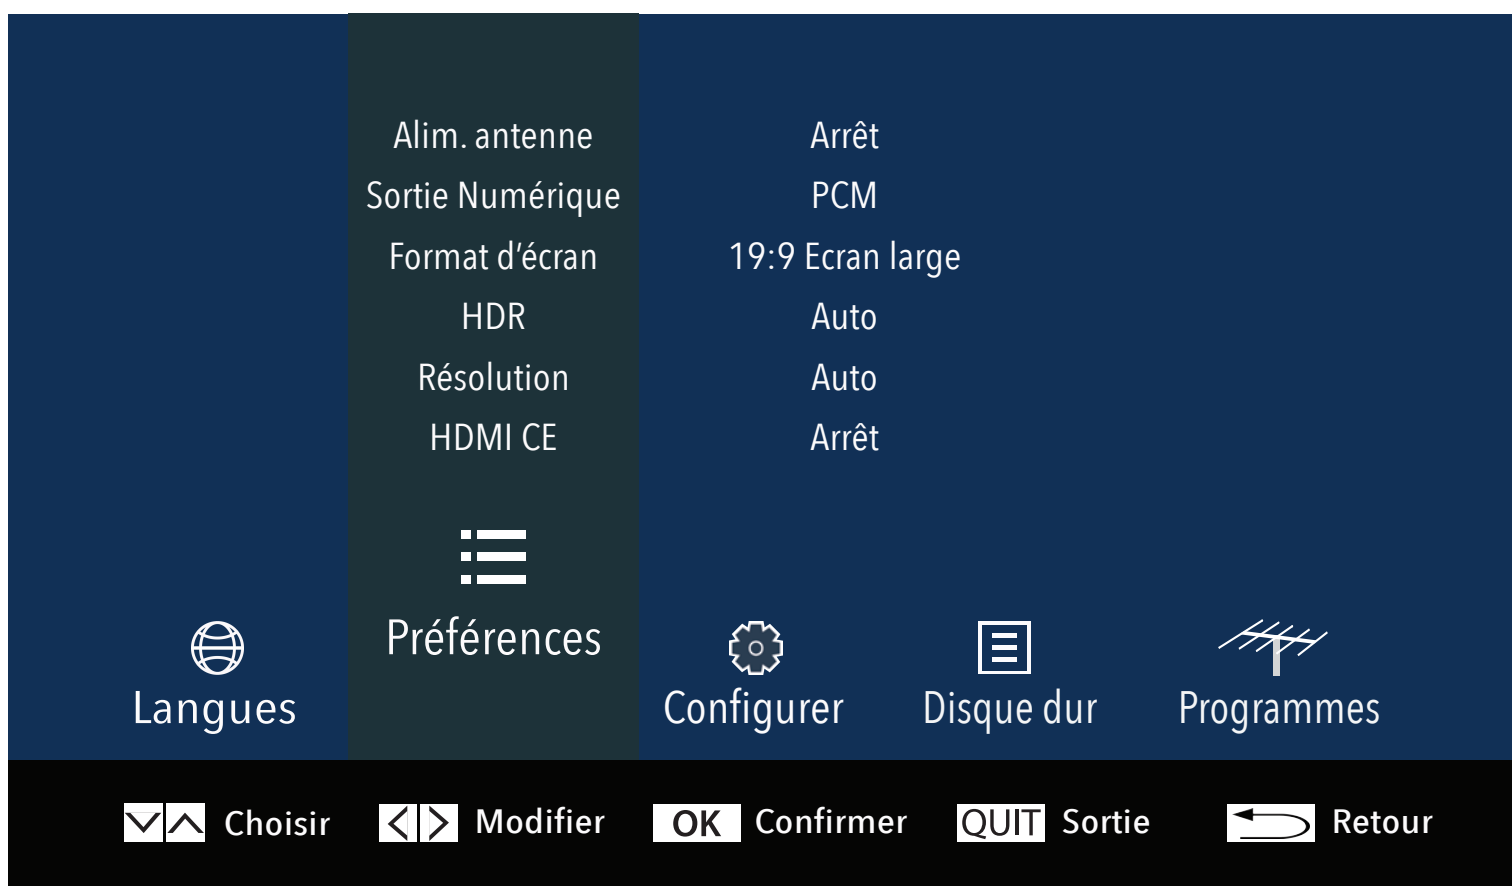 Alim. antenne Arrêt
Sortie Numérique PCM
Format d'écran 19:9 Ecran large
HDR Auto
Résolution Auto
HDMI CE Arrêt
Préférences
Langues Configurer Disque dur Programmes
Choisir Modifier OK Confirmer QUIT Sortie Retour